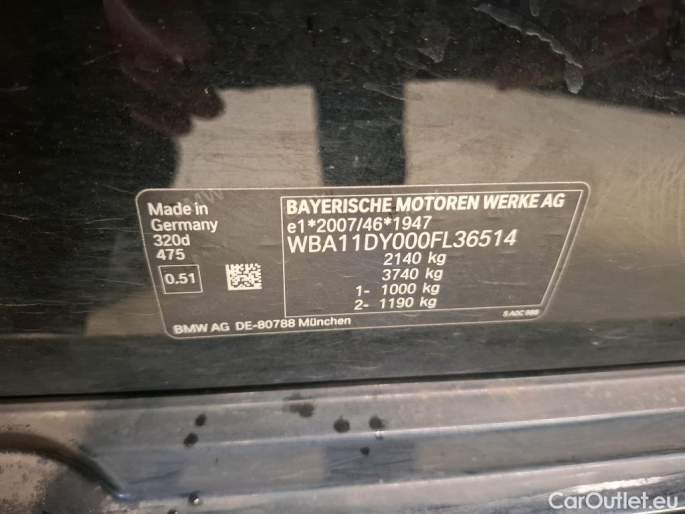 Made in
Germany
320d
475
0.51
BMW AG DE-80788 München
BAYERISCHE MOTOREN WERKE AG
e1*2007/46*1947
WBA11DY000FL36514
2140 kg
3740 kg
1- 1000 kg
2- 1190 kg
CarOutlet.eu